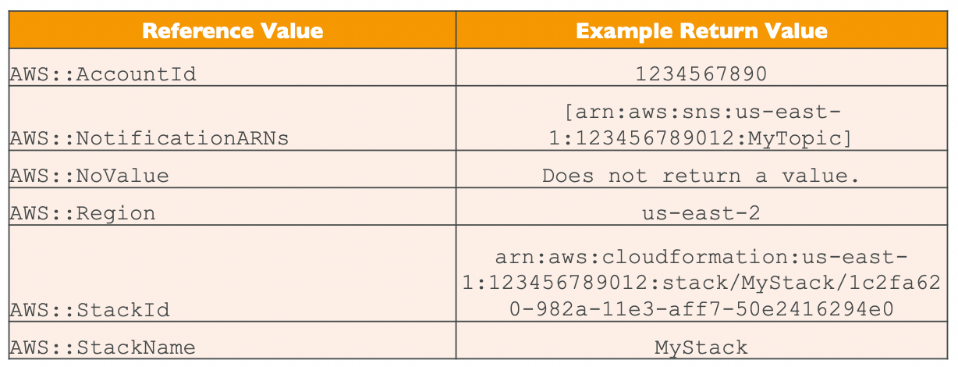 Reference Value Example Return Value
AWS::AccountId 1234567890
AWS::NotificationARNs [arn:aws:sns:us-east-
1:123456789012:MyTopic]
AWS::NoValue Does not return a value.
AWS::Region us-east-2
AWS::StackId arn:aws:cloudformation:us-east-
1:123456789012:stack/MyStack/1c2fa62
0-982a-11e3-aff7-50e2416294e0
AWS::StackName MyStack